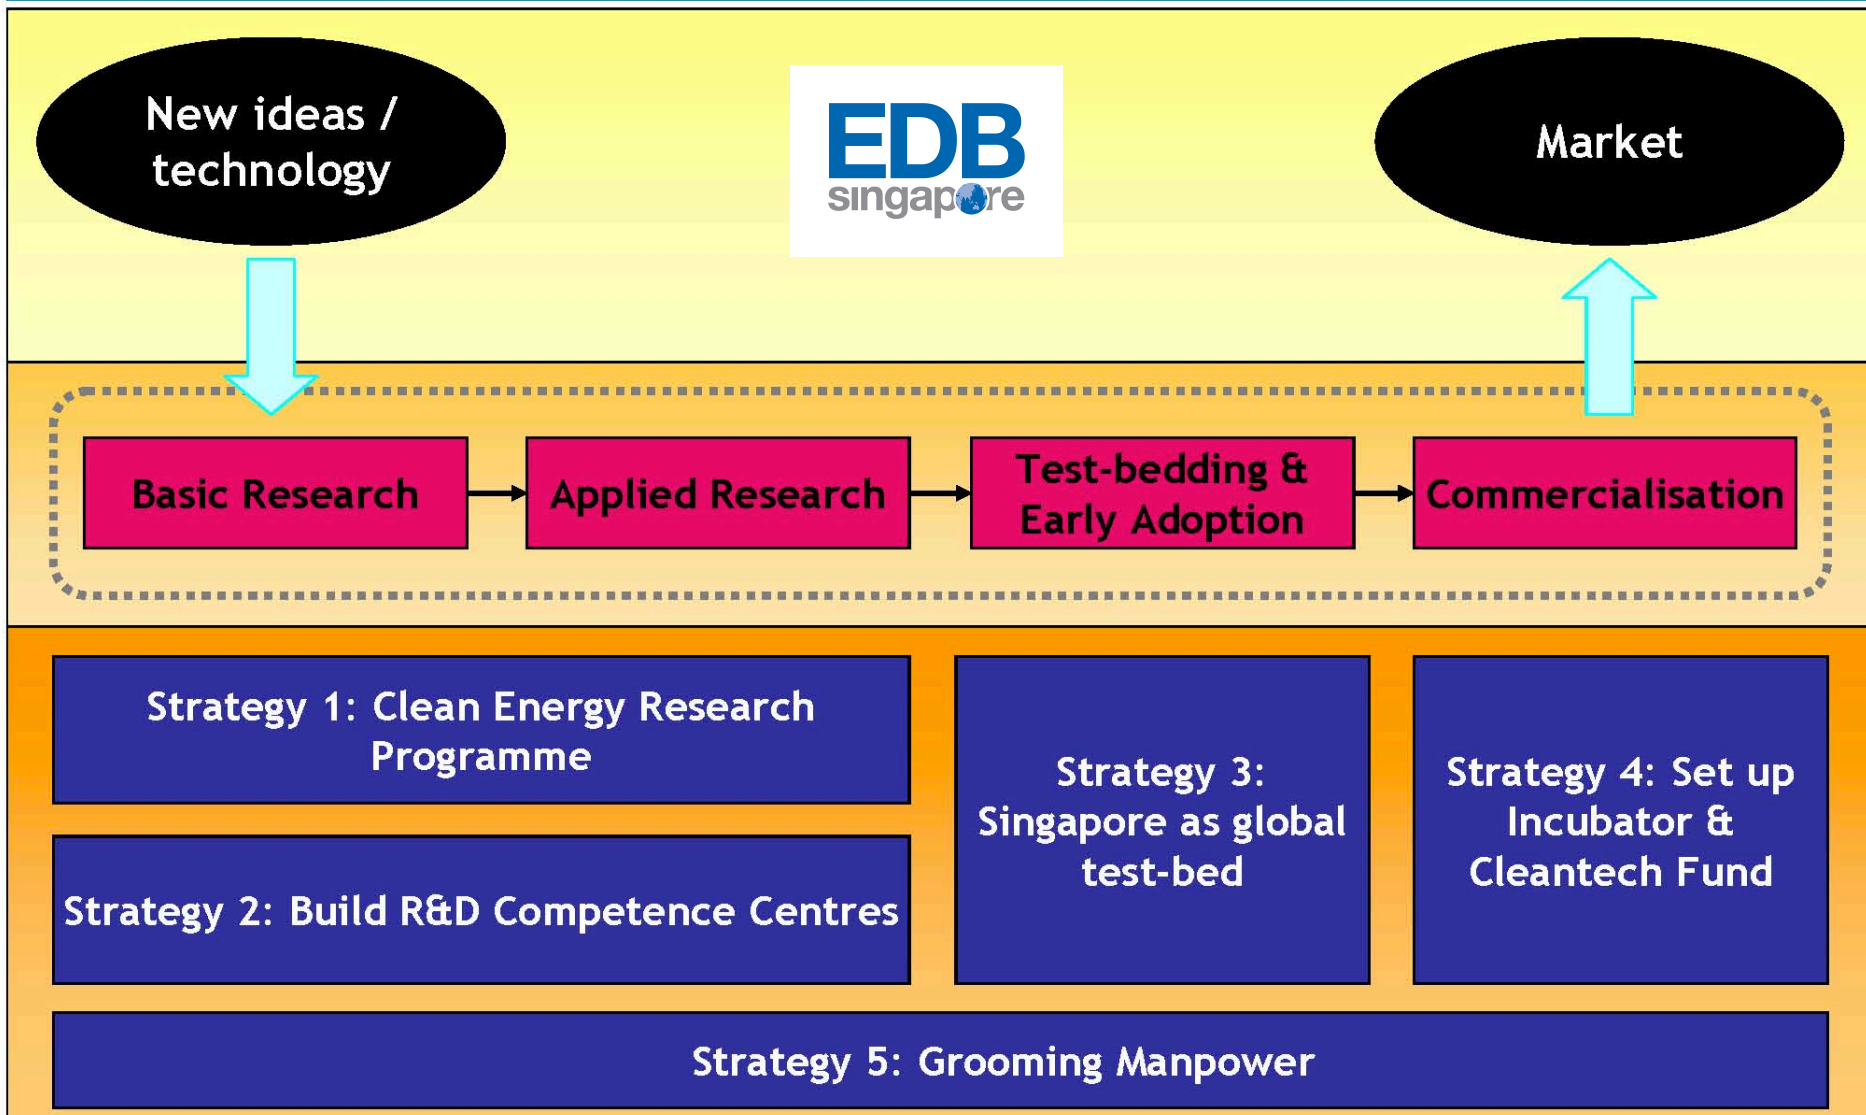 New ideas /
technology
EDB
singapore
Market
Basic Research
Applied Research
Test-bedding &
Early Adoption
Commercialisation
Strategy 1: Clean Energy Research
Programme
Strategy 2: Build R&D Competence Centres
Strategy 3:
Singapore as global
test-bed
Strategy 4: Set up
Incubator &
Cleantech Fund
Strategy 5: Grooming Manpower